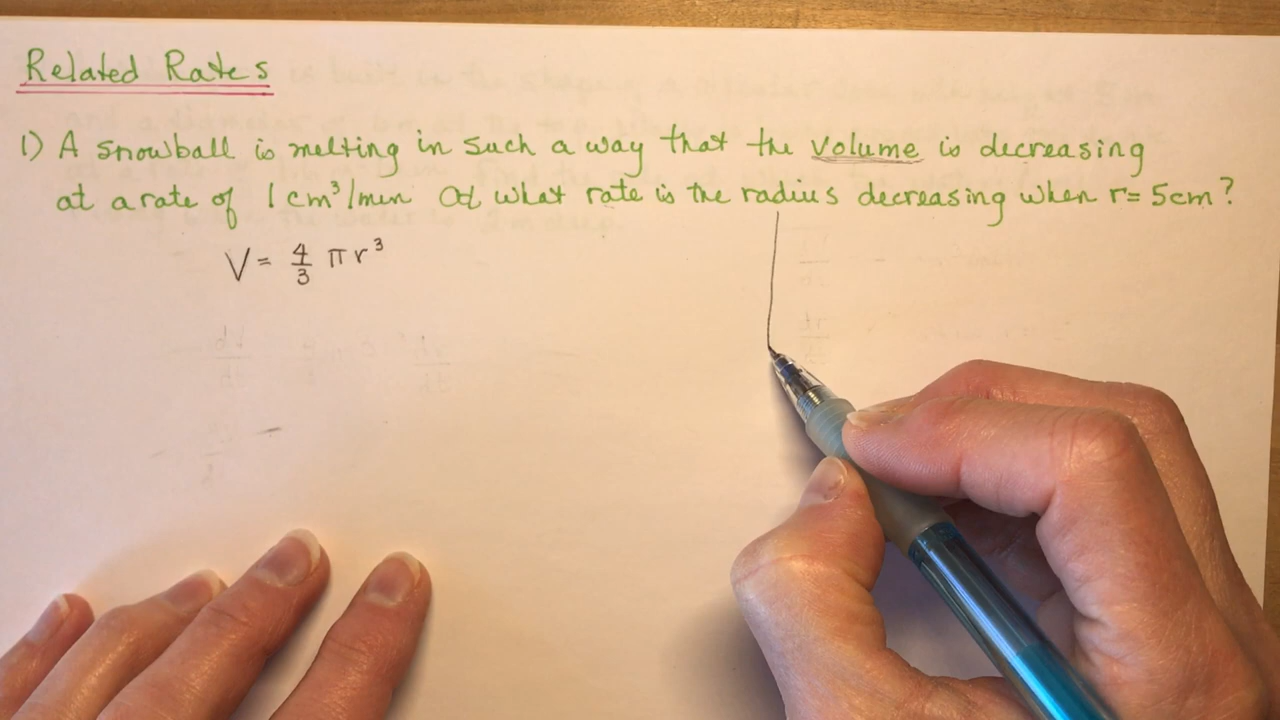 Related Rates
1) A snowball is melting in such a way that the volume is decreasing
at a rate of 1 cm³/min At what rate is the radius decreasing when r = 5cm?
V = 4/3 π r³